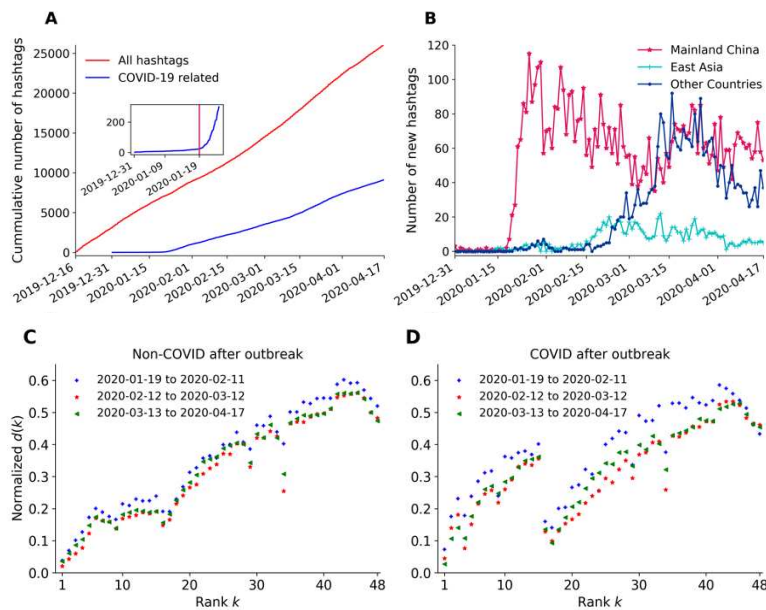 A
Cummulative number of hashtags
25000
20000
15000
10000
5000
0
All hashtags
COVID-19 related
200
0
2019-12-31
2020-01-09
2020-01-19
2019-12-16
2019-12-31
2020-01-15
2020-02-01
2020-02-15
2020-03-01
2020-03-15
2020-04-01
2020-04-17
B
Number of new hashtags
120
100
80
60
40
20
0
Mainland China
East Asia
Other Countries
2019-12-31
2020-01-15
2020-02-01
2020-02-15
2020-03-01
2020-03-15
2020-04-01
2020-04-17
C
Non-COVID after outbreak
Normalized d(k)
0.6
0.5
0.4
0.3
0.2
0.1
0.0
2020-01-19 to 2020-02-11
2020-02-12 to 2020-03-12
2020-03-13 to 2020-04-17
1 10 20 30 40 48
Rank k
D
COVID after outbreak
0.6
0.5
0.4
0.3
0.2
0.1
0.0
2020-01-19 to 2020-02-11
2020-02-12 to 2020-03-12
2020-03-13 to 2020-04-17
1 10 20 30 40 48
Rank k